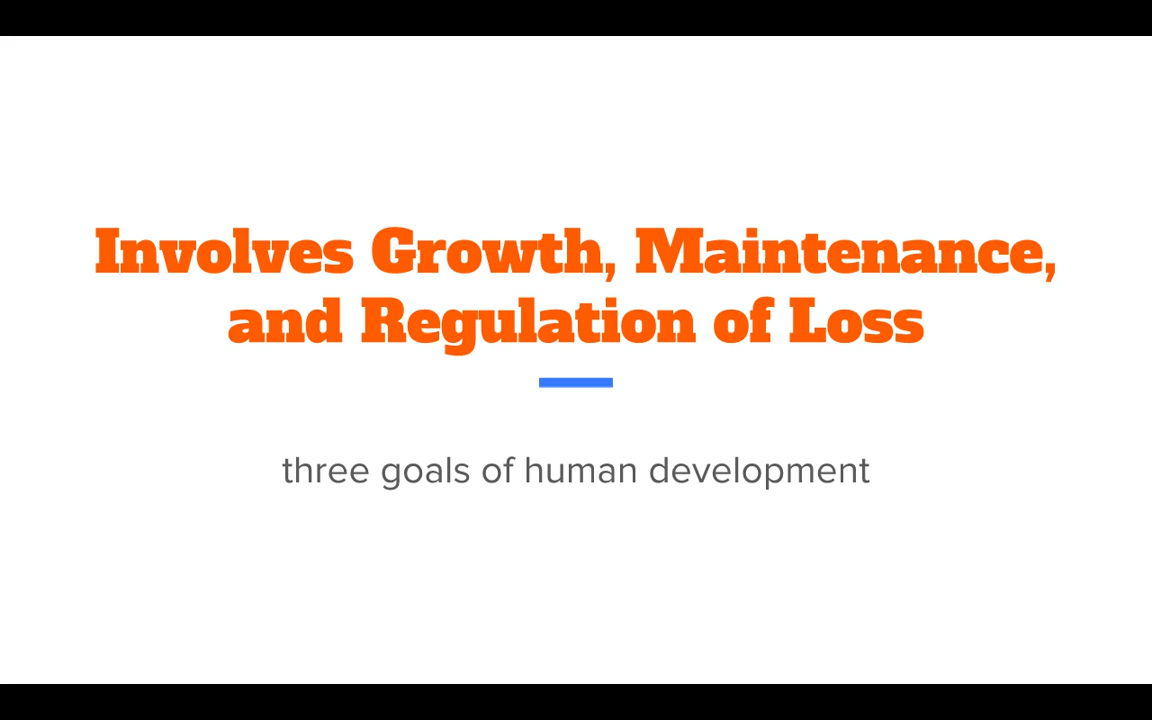 Involves Growth, Maintenance,
and Regulation of Loss
three goals of human development